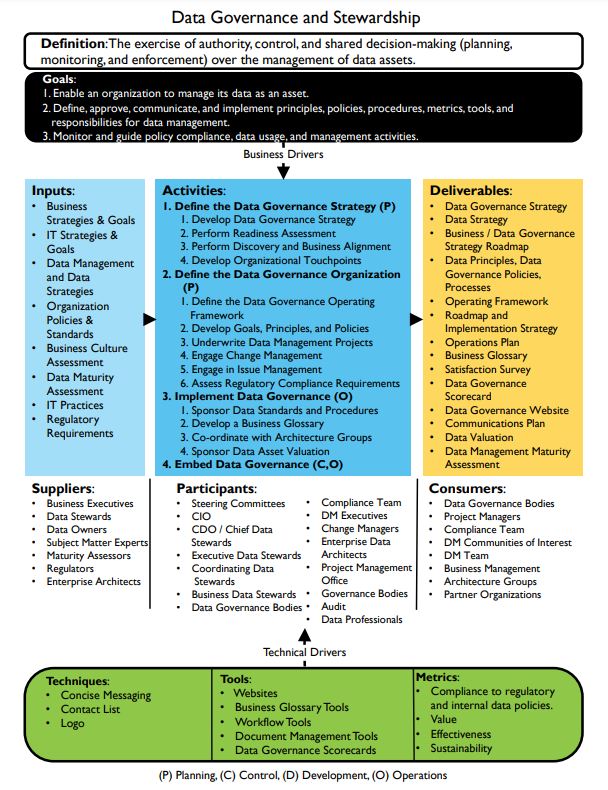 Data Governance and Stewardship
Definition: The exercise of authority, control, and shared decision-making (planning,
monitoring, and enforcement) over the management of data assets.
Goals:
1. Enable an organization to manage its data as an asset.
2. Define, approve, communicate, and implement principles, policies, procedures, metrics, tools, and
responsibilities for data management.
3. Monitor and guide policy compliance, data usage, and management activities.
Business Drivers
Inputs:
• Business
Strategies & Goals
• IT Strategies &
Goals
• Data Management
and Data
Strategies
• Organization
Policies &
Standards
• Business Culture
Assessment
• Data Maturity
Assessment
• IT Practices
• Regulatory
Requirements
Activities:
1. Define the Data Governance Strategy (P)
1. Develop Data Governance Strategy
2. Perform Readiness Assessment
3. Perform Discovery and Business Alignment
4. Develop Organizational Touchpoints
2. Define the Data Governance Organization
(P)
1. Define the Data Governance Operating
Framework
2. Develop Goals, Principles, and Policies
3. Underwrite Data Management Projects
4. Engage Change Management
5. Engage in Issue Management
6. Assess Regulatory Compliance Requirements
3. Implement Data Governance (O)
1. Sponsor Data Standards and Procedures
2. Develop a Business Glossary
3. Co-ordinate with Architecture Groups
4. Sponsor Data Asset Valuation
4. Embed Data Governance (C,O)
Deliverables:
• Data Governance Strategy
• Data Strategy
• Business / Data Governance
Strategy Roadmap
• Data Principles, Data
Governance Policies,
Processes
• Operating Framework
• Roadmap and
Implementation Strategy
• Operations Plan
• Business Glossary
• Satisfaction Survey
• Data Governance
Scorecard
• Data Governance Website
• Communications Plan
• Data Valuation
• Data Management Maturity
Assessment
Suppliers:
• Business Executives
• Data Stewards
• Data Owners
• Subject Matter Experts
• Maturity Assessors
• Regulators
• Enterprise Architects
Participants:
• Steering Committees
• CIO
• CDO / Chief Data
Stewards
• Executive Data Stewards
• Coordinating Data
Stewards
• Business Data Stewards
• Data Governance Bodies
• Compliance Team
• DM Executives
• Change Managers
• Enterprise Data
Architects
• Project Management
Office
• Governance Bodies
• Audit
• Data Professionals
Consumers:
• Data Governance Bodies
• Project Managers
• Compliance Team
• DM Communities of Interest
• DM Team
• Business Management
• Architecture Groups
• Partner Organizations
Technical Drivers
Techniques:
• Concise Messaging
• Contact List
• Logo
Tools:
• Websites
• Business Glossary Tools
• Workflow Tools
• Document Management Tools
• Data Governance Scorecards
Metrics:
• Compliance to regulatory
and internal data policies.
• Value
• Effectiveness
• Sustainability
(P) Planning, (C) Control, (D) Development, (O) Operations